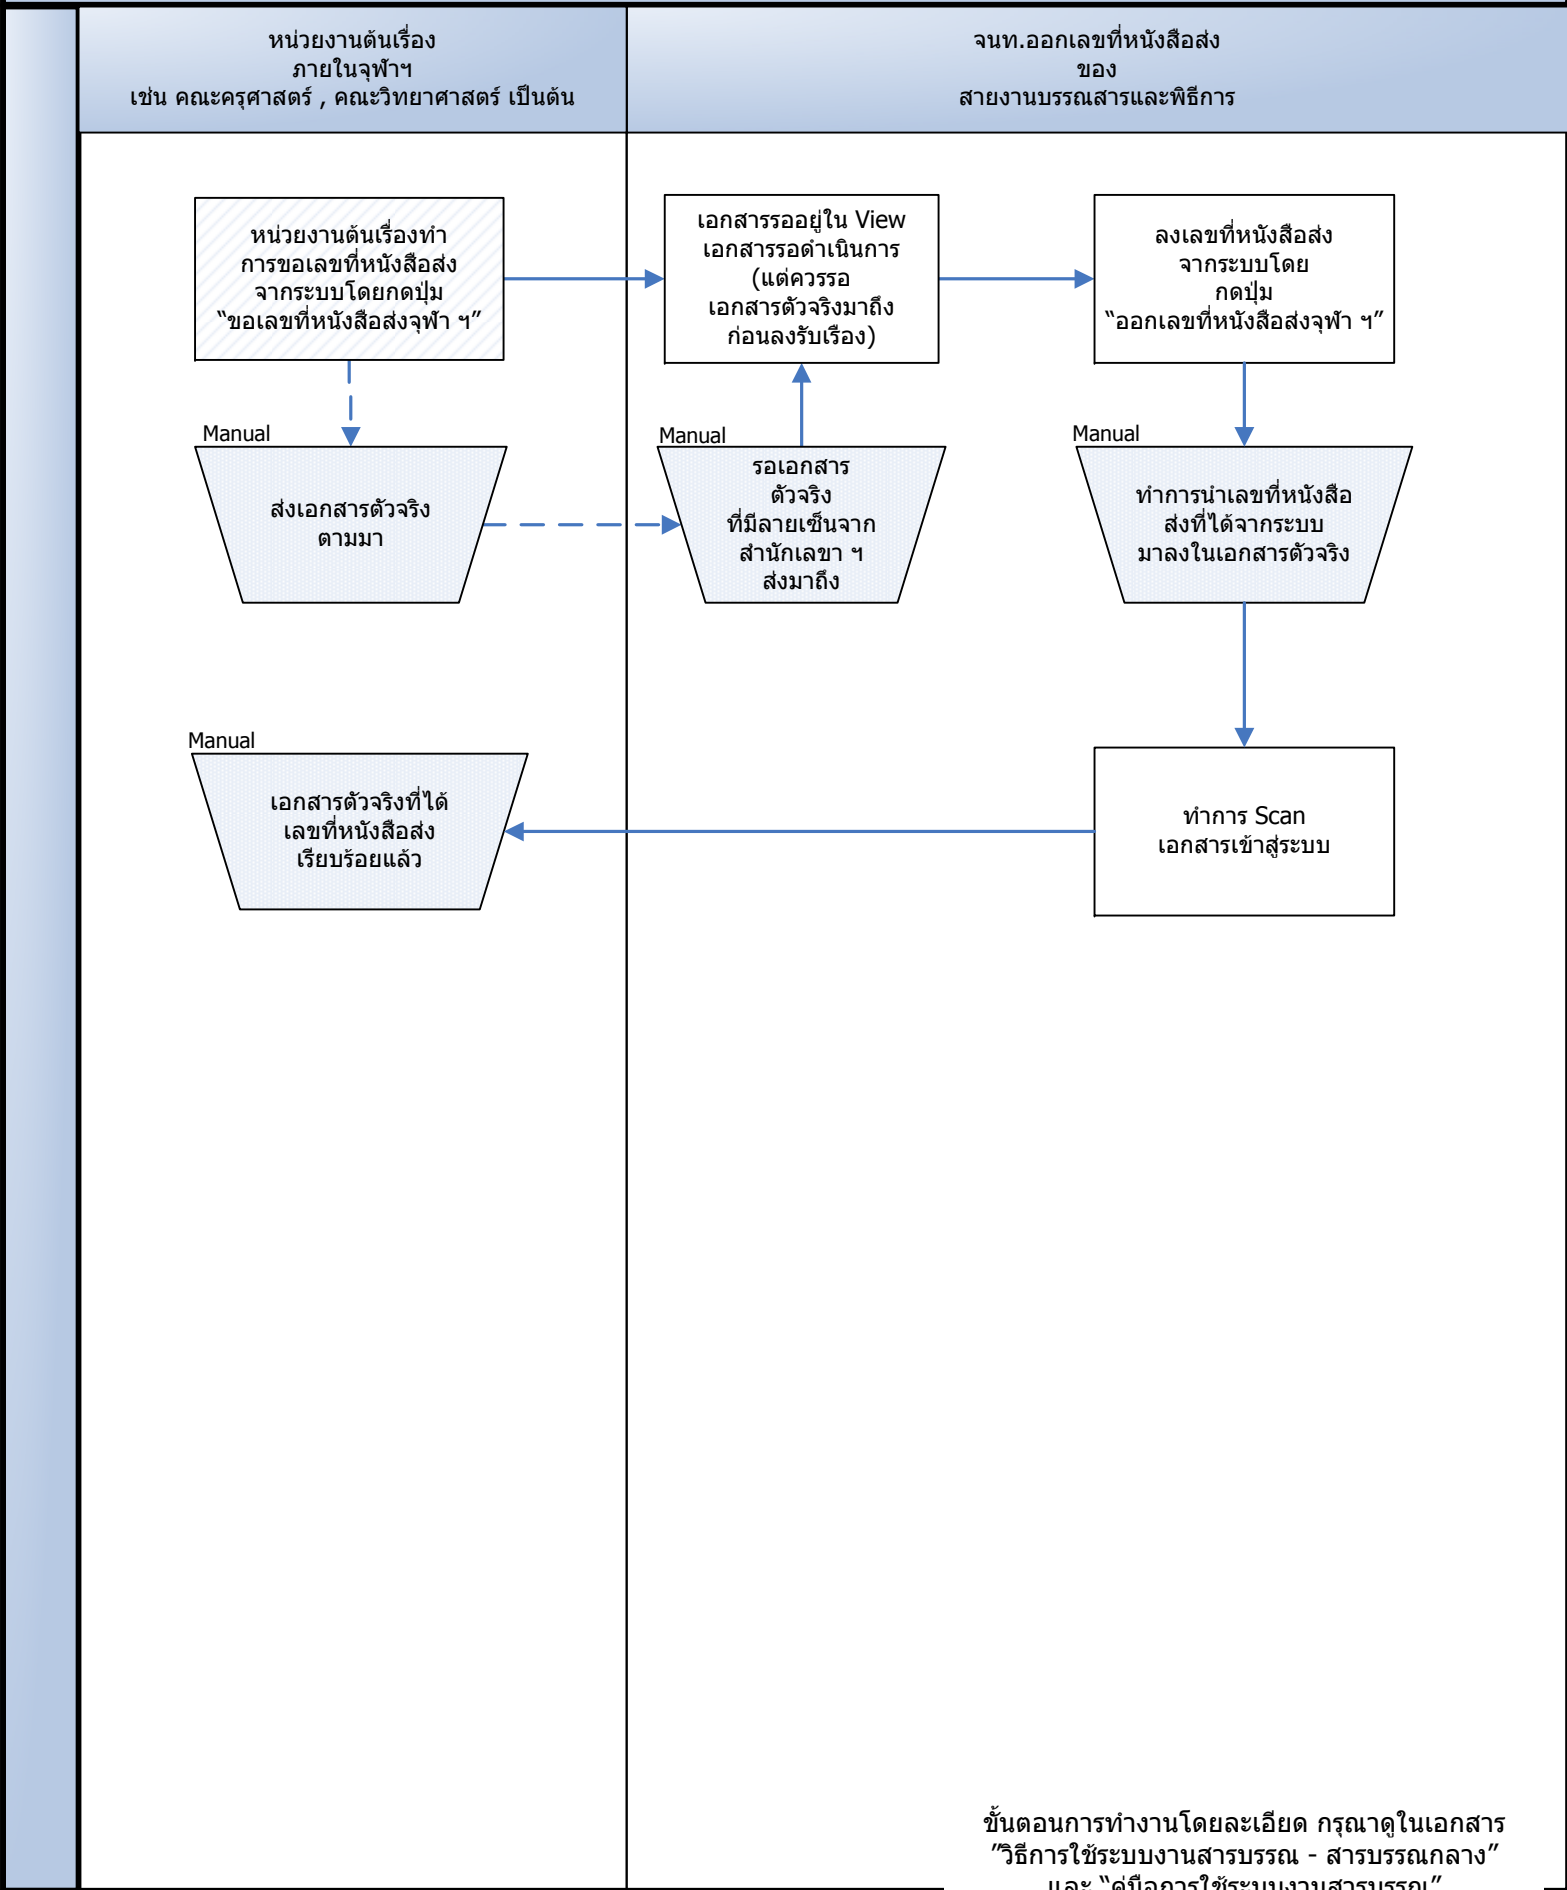 หน่วยงานต้นเรื่อง
ภายในจุฬาฯ
เช่น คณะครุศาสตร์ , คณะวิทยาศาสตร์ เป็นต้น
จนท.ออกเลขที่หนังสือส่ง
ของ
สายงานบรรณสารและพิธีการ
หน่วยงานต้นเรื่องทำ
การขอเลขที่หนังสือส่ง
จากระบบโดยกดปุ่ม
“ขอเลขที่หนังสือส่งจุฬา ฯ”
เอกสารรออยู่ใน View
เอกสารรอดำเนินการ
(แต่ควรรอ
เอกสารตัวจริงมาถึง
ก่อนลงรับเรื่อง)
ลงเลขที่หนังสือส่ง
จากระบบโดย
กดปุ่ม
“ออกเลขที่หนังสือส่งจุฬา ฯ”
Manual
ส่งเอกสารตัวจริง
ตามมา
Manual
รอเอกสาร
ตัวจริง
ที่มีลายเซ็นจาก
สำนักเลขา ฯ
ส่งมาถึง
Manual
ทำการนำเลขที่หนังสือ
ส่งที่ได้จากระบบ
มาลงในเอกสารตัวจริง
Manual
เอกสารตัวจริงที่ได้
เลขที่หนังสือส่ง
เรียบร้อยแล้ว
ทำการ Scan
เอกสารเข้าสู่ระบบ
ขั้นตอนการทำงานโดยละเอียด กรุณาดูในเอกสาร
”วิธีการใช้ระบบงานสารบรรณ - สารบรรณกลาง”
และ “คู่มือการใช้ระบบงานสารบรรณ”